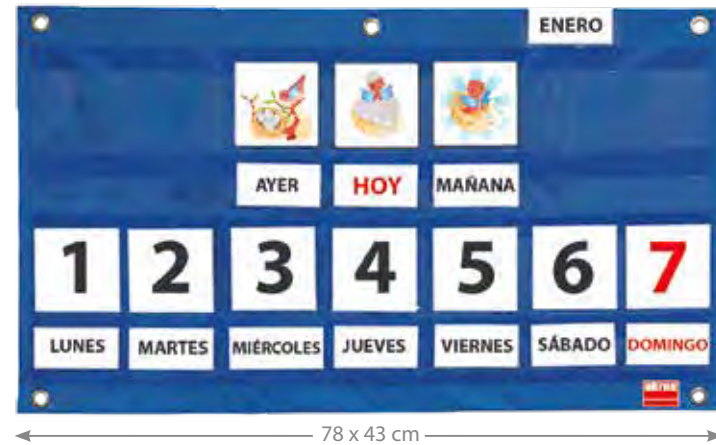 ENERO
AYER HOY MAÑANA
1 2 3 4 5 6 7
LUNES MARTES MIÉRCOLES JUEVES VIERNES SÁBADO DOMINGO
78 x 43 cm